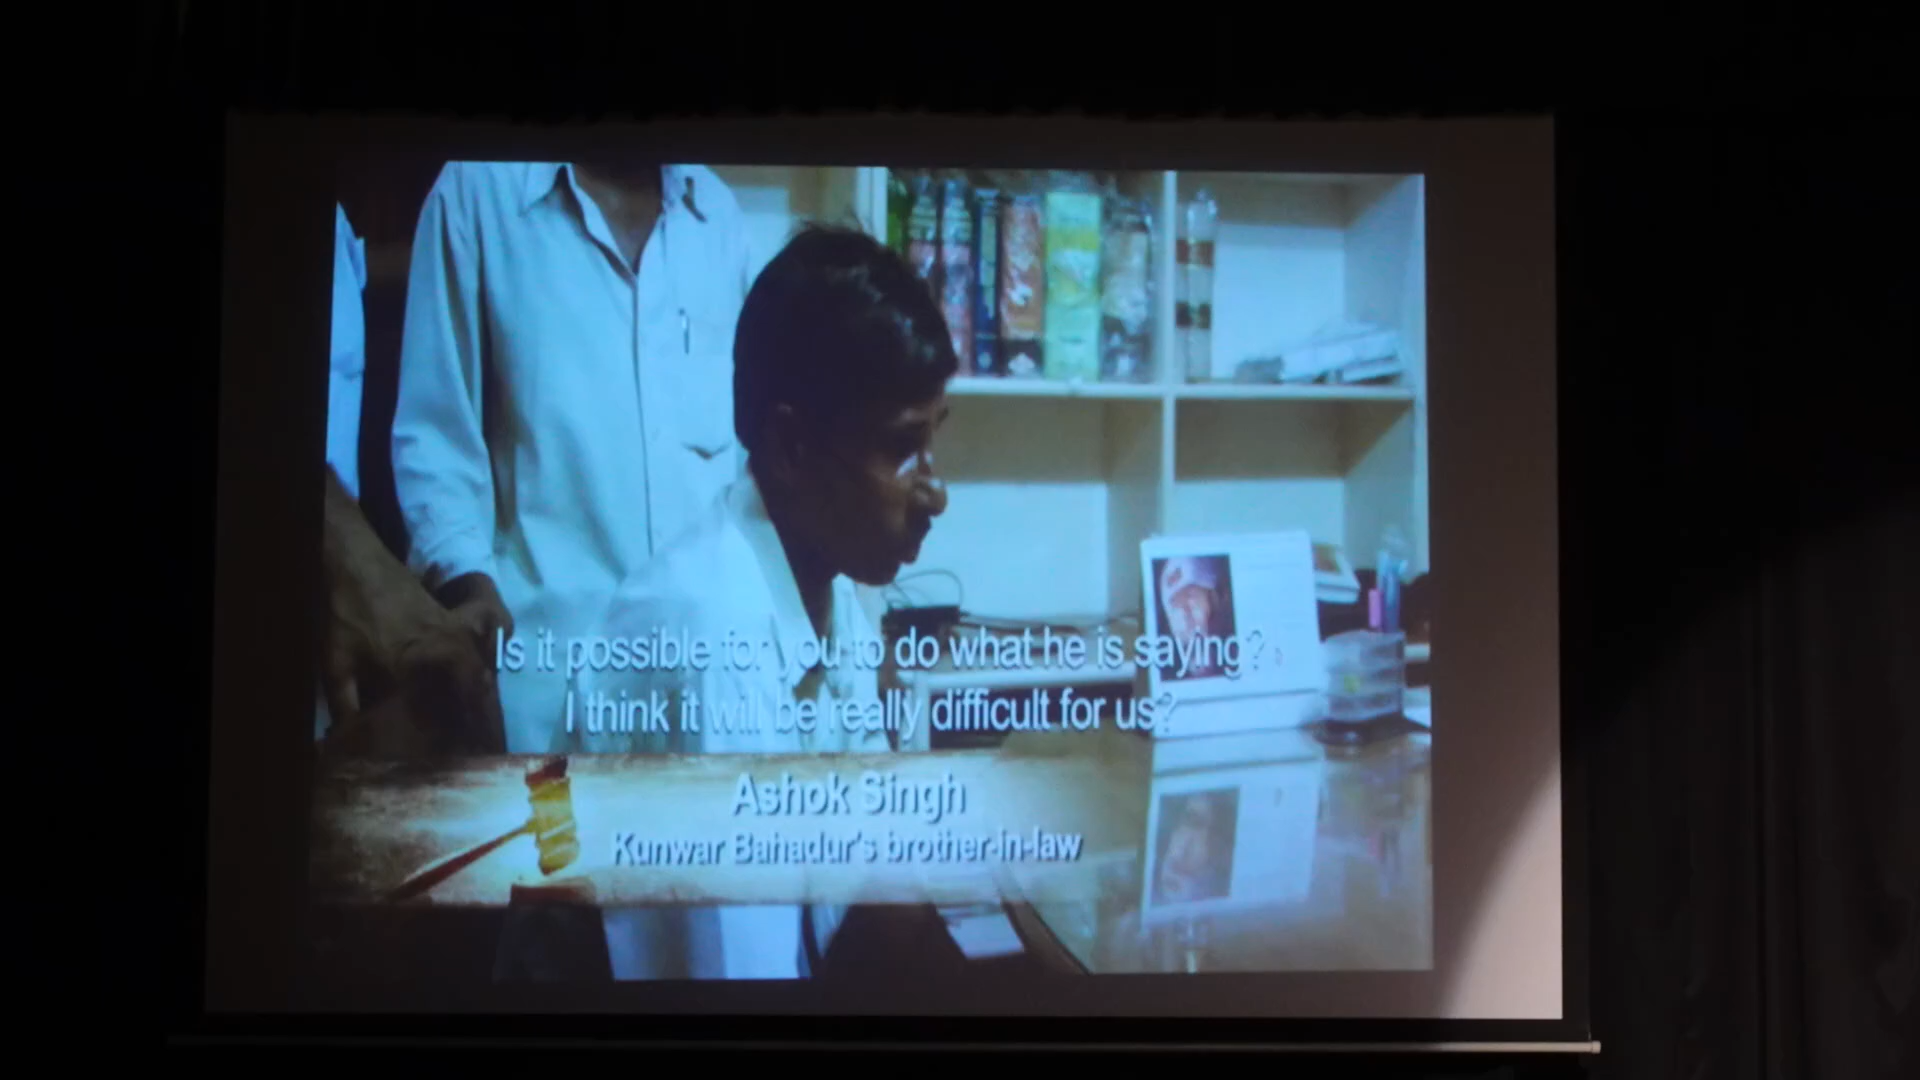 Is it possible for you to do what he is saying?
I think it will be really difficult for us?
Ashok Singh
Kunwar Bahadur's brother-in-law